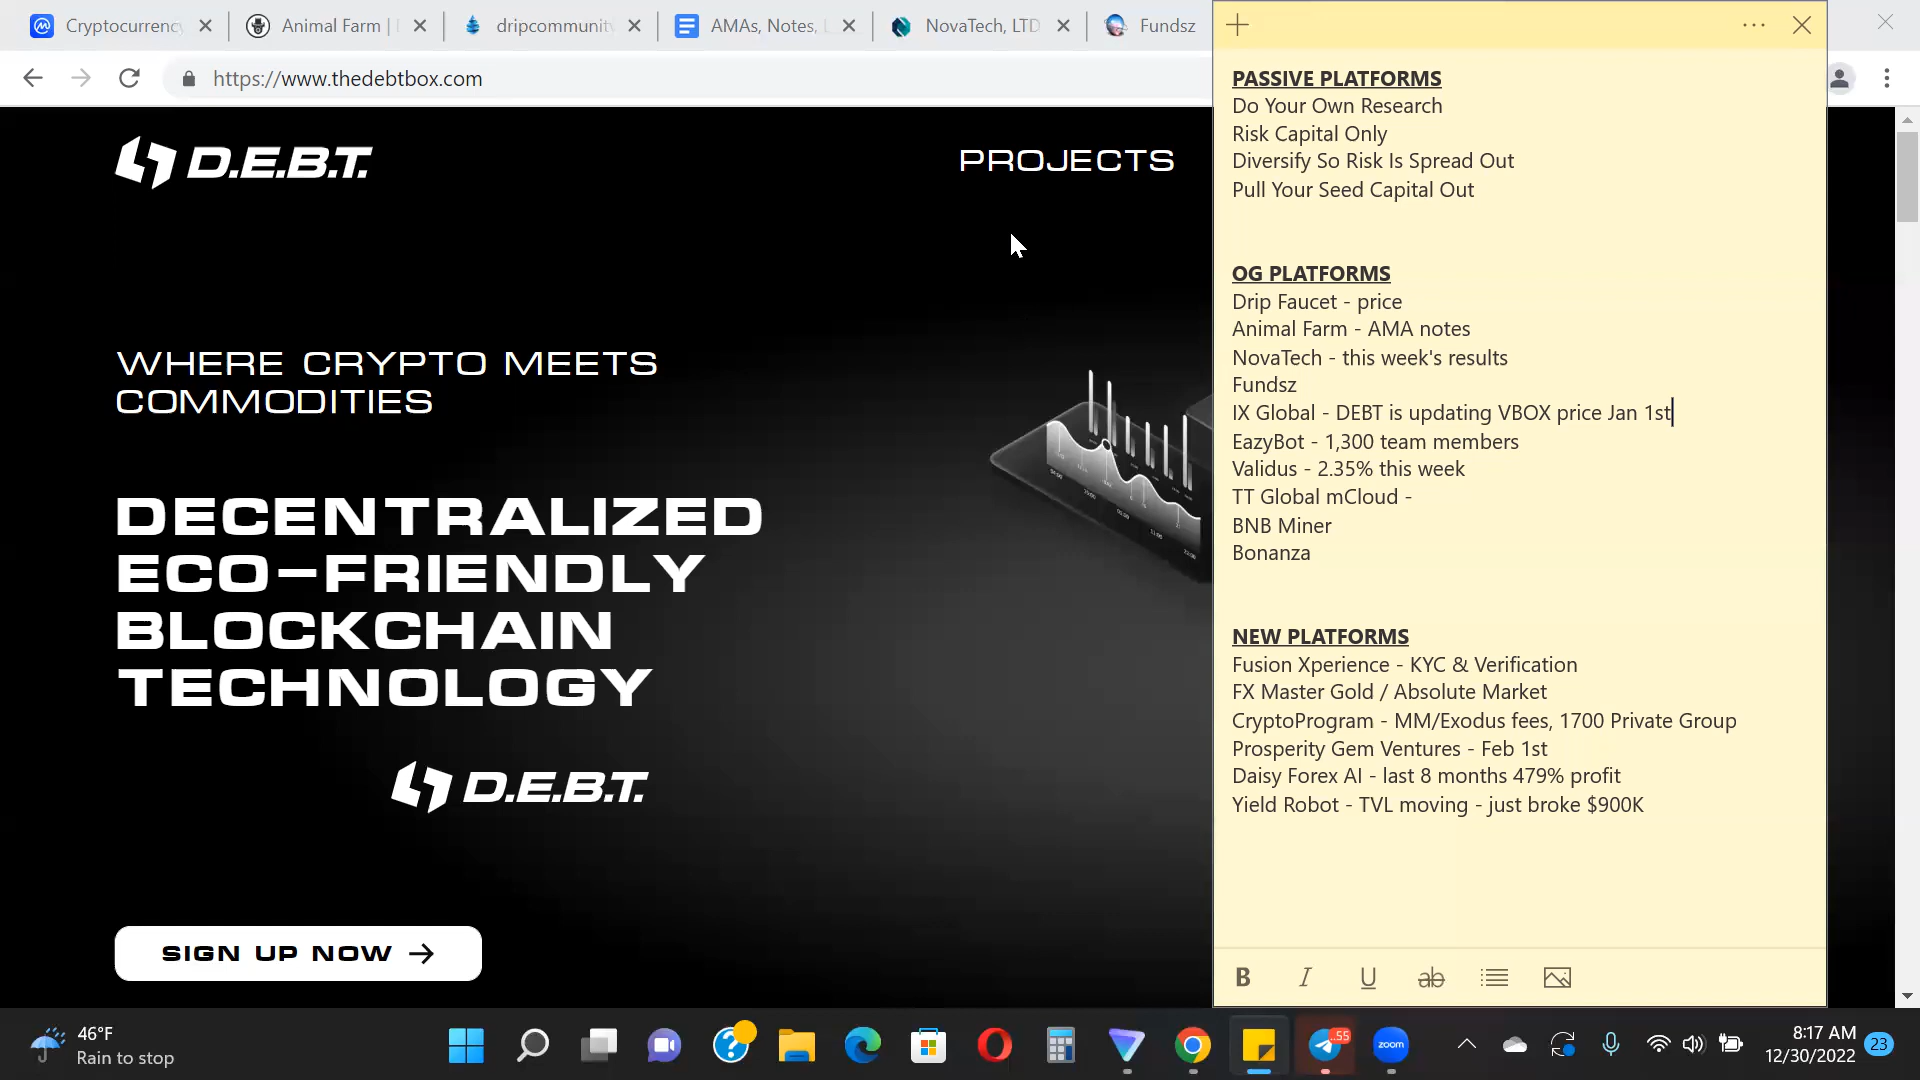 Cryptocurrency
Animal Farm |
dripcommunity
AMAs, Notes, L
NovaTech, LTD
Fundsz
https://www.thedebtbox.com
D.E.B.T.
PROJECTS
WHERE CRYPTO MEETS
COMMODITIES
DECENTRALIZED
ECO-FRIENDLY
BLOCKCHAIN
TECHNOLOGY
D.E.B.T.
SIGN UP NOW →
PASSIVE PLATFORMS
Do Your Own Research
Risk Capital Only
Diversify So Risk Is Spread Out
Pull Your Seed Capital Out
OG PLATFORMS
Drip Faucet - price
Animal Farm - AMA notes
NovaTech - this week's results
Fundsz
IX Global - DEBT is updating VBOX price Jan 1st
EazyBot - 1,300 team members
Validus - 2.35% this week
TT Global mCloud -
BNB Miner
Bonanza
NEW PLATFORMS
Fusion Xperience - KYC & Verification
FX Master Gold / Absolute Market
CryptoProgram - MM/Exodus fees, 1700 Private Group
Prosperity Gem Ventures - Feb 1st
Daisy Forex AI - last 8 months 479% profit
Yield Robot - TVL moving - just broke $900K
B I U ab
46°F
Rain to stop
..55
zoom
8:17 AM
12/30/2022
23